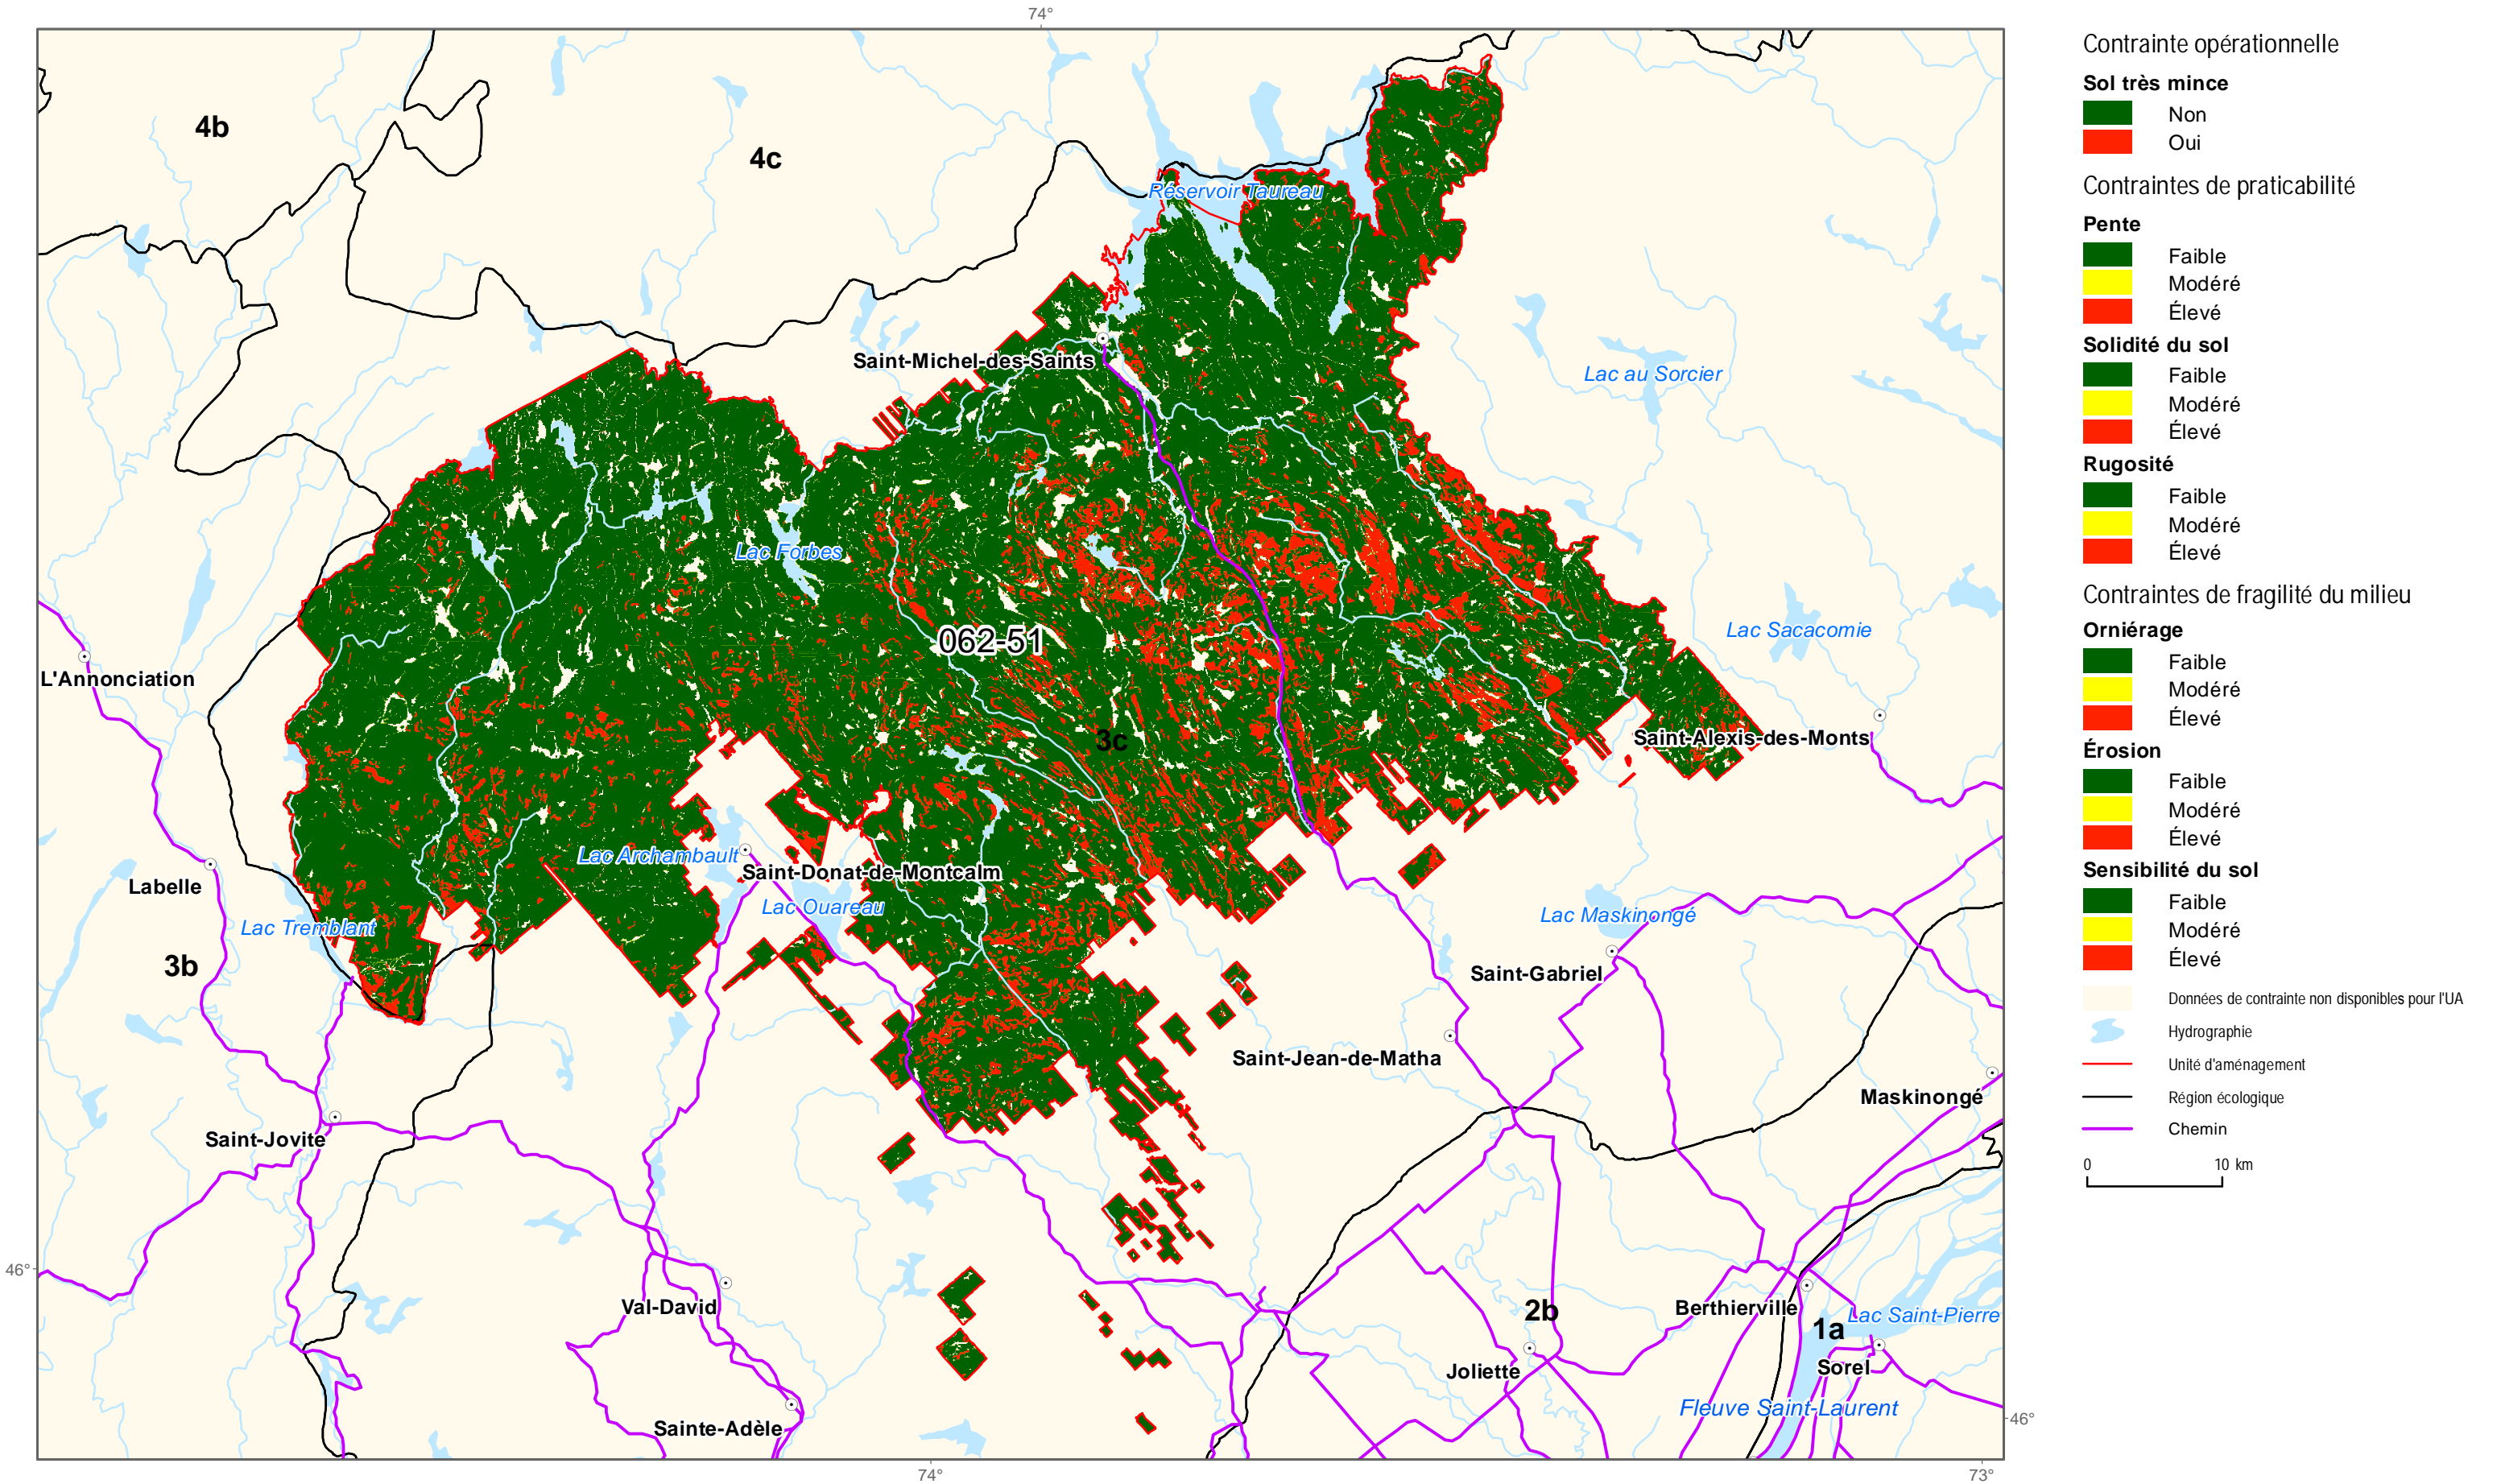 74°
4b
4c
Réservoir Taureau
Saint-Michel-des-Saints
Lac au Sorcier
Lac Forbes
062-51
Lac Sacacomie
L'Annonciation
3c
Saint-Alexis-des-Monts
Lac Archambault
Saint-Donat-de-Montcalm
Labelle
Lac Ouareau
Lac Maskinongé
Lac Tremblant
3b
Saint-Gabriel
Saint-Jean-de-Matha
Maskinongé
Saint-Jovite
46°
Val-David
2b
Berthierville
Lac Saint-Pierre
1a
Joliette
Sorel
Fleuve Saint-Laurent
Sainte-Adèle
46°
74°
73°
Contrainte opérationnelle
Sol très mince
Non
Oui
Contraintes de praticabilité
Pente
Faible
Modéré
Élevé
Solidité du sol
Faible
Modéré
Élevé
Rugosité
Faible
Modéré
Élevé
Contraintes de fragilité du milieu
Orniérage
Faible
Modéré
Élevé
Érosion
Faible
Modéré
Élevé
Sensibilité du sol
Faible
Modéré
Élevé
Données de contrainte non disponibles pour l'UA
Hydrographie
Unité d'aménagement
Région écologique
Chemin
0 10 km